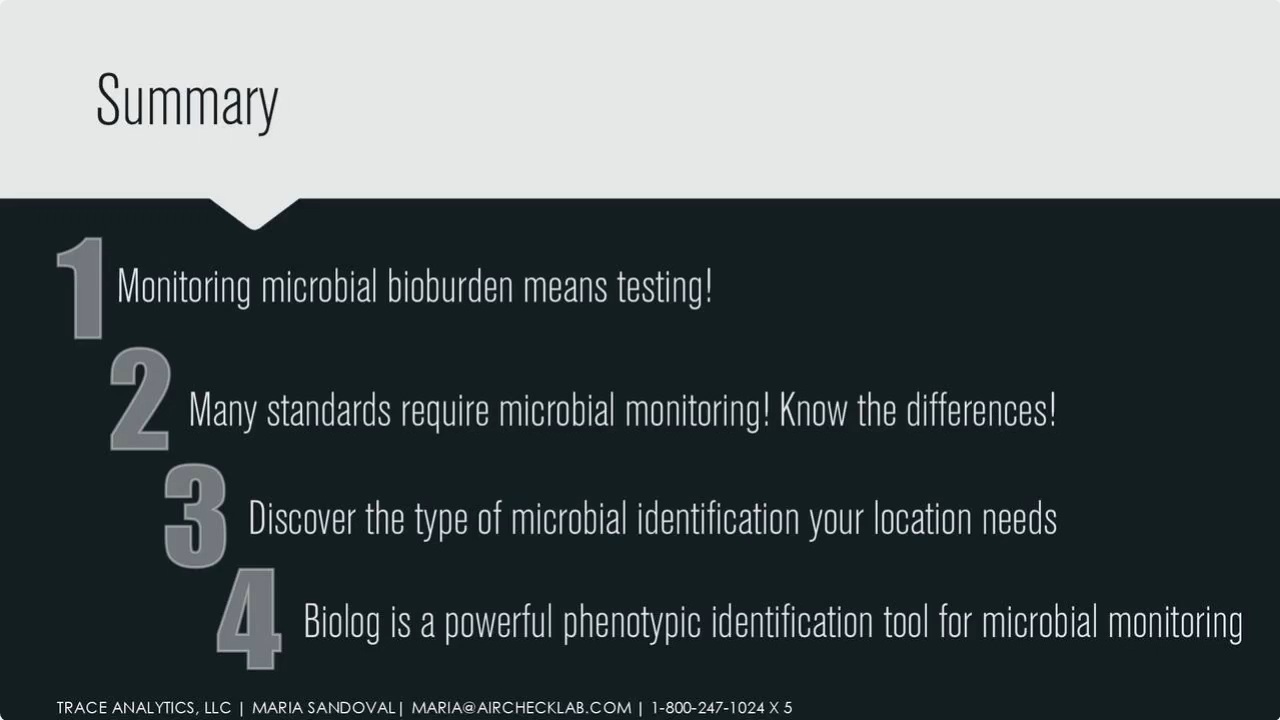 Summary
1 Monitoring microbial bioburden means testing!
2 Many standards require microbial monitoring! Know the differences!
3 Discover the type of microbial identification your location needs
4 Biolog is a powerful phenotypic identification tool for microbial monitoring
TRACE ANALYTICS, LLC | MARIA SANDOVAL| MARIA@AIRCHECKLAB.COM | 1-800-247-1024 X 5